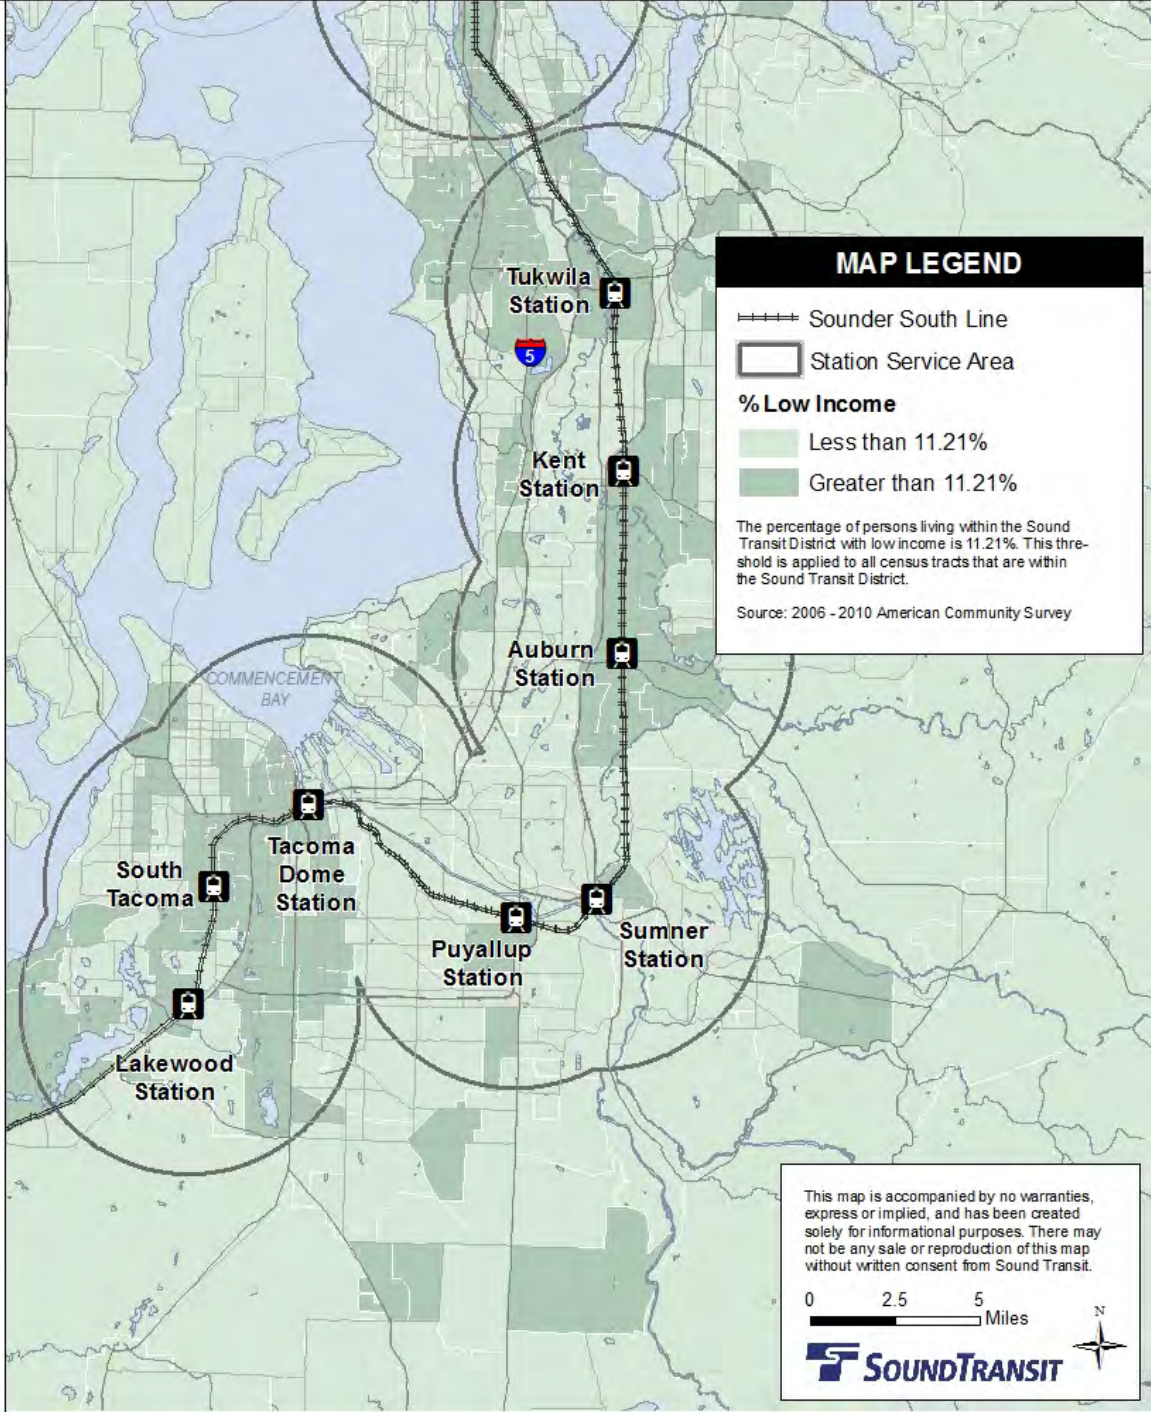 Tukwila
Station
5
MAP LEGEND
Sounder South Line
Station Service Area
% Low Income
Less than 11.21%
Greater than 11.21%
The percentage of persons living within the Sound
Transit District with low income is 11.21%. This thre-
shold is applied to all census tracts that are within
the Sound Transit District.
Source: 2006 - 2010 American Community Survey
Kent
Station
Auburn
Station
COMMENCEMENT
BAY
Tacoma
Dome
Station
South
Tacoma
Puyallup
Station
Sumner
Station
Lakewood
Station
This map is accompanied by no warranties,
express or implied, and has been created
solely for informational purposes. There may
not be any sale or reproduction of this map
without written consent from Sound Transit.
0 2.5 5
Miles
N
SOUNDTRANSIT